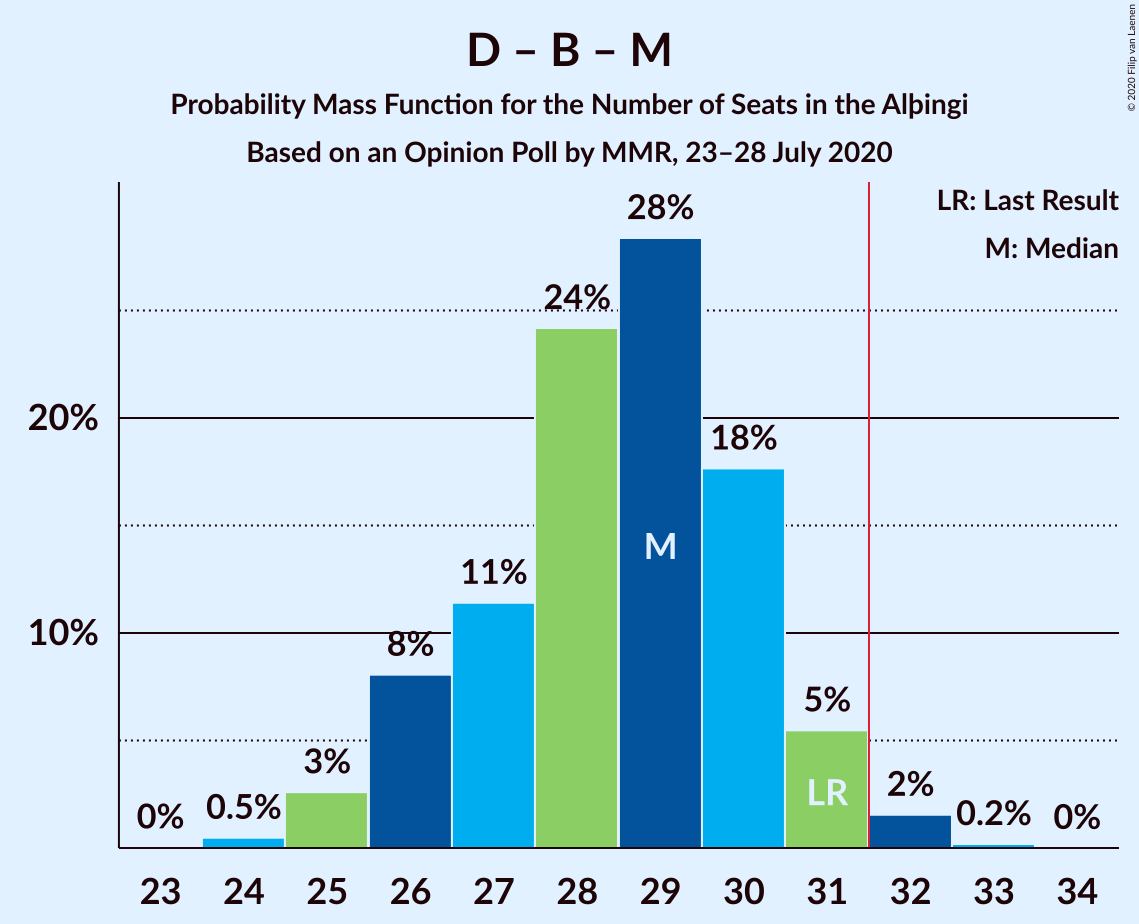 D – B – M
Probability Mass Function for the Number of Seats in the Alþingi
Based on an Opinion Poll by MMR, 23–28 July 2020
© 2020 Filip van Laenen
LR: Last Result
M: Median
20%
10%
0%
0.5%
3%
8%
11%
24%
28%
18%
5%
2%
0.2%
0%
M
LR
23 24 25 26 27 28 29 30 31 32 33 34